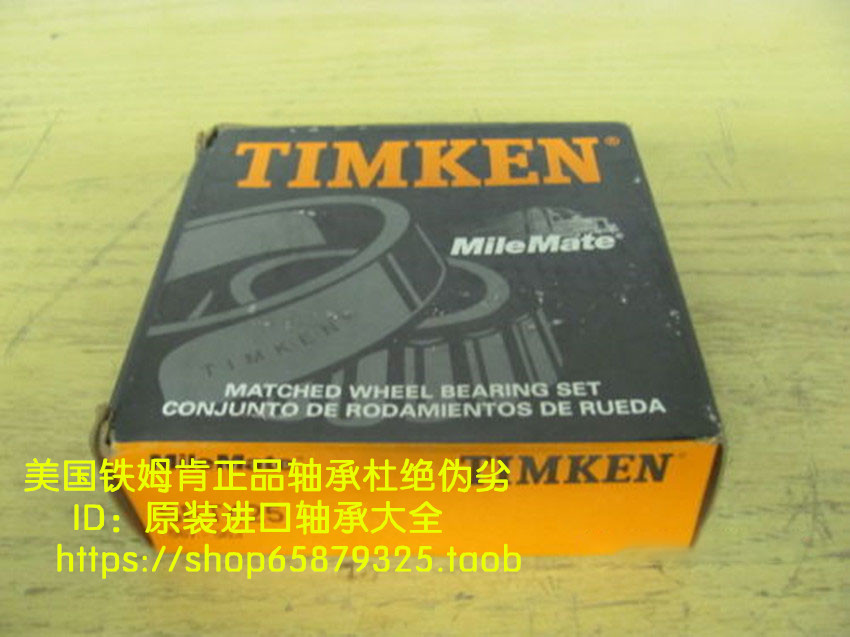 TIMKEN®
MileMate®
TIMKEN®
MATCHED WHEEL BEARING SET
CONJUNTO DE RODAMIENTOS DE RUEDA
MileMate
TIMKEN®
美国铁姆肯正品轴承杜绝伪劣
ID：原装进口轴承大全
https://shop65879325.taob